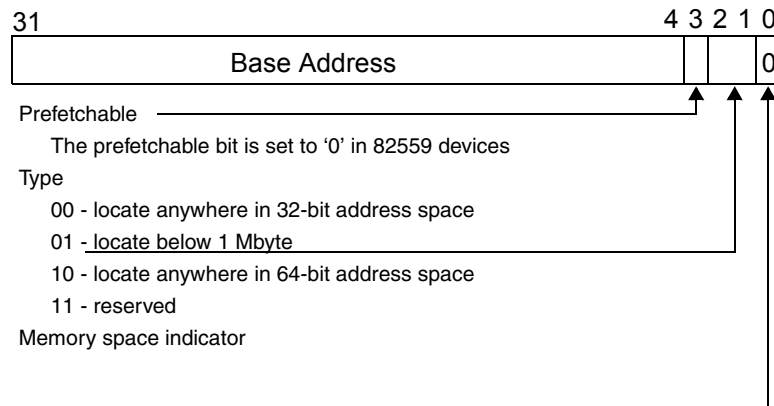 31 4 3 2 1 0
Base Address 0
Prefetchable
The prefetchable bit is set to ‘0’ in 82559 devices
Type
00 - locate anywhere in 32-bit address space
01 - locate below 1 Mbyte
10 - locate anywhere in 64-bit address space
11 - reserved
Memory space indicator